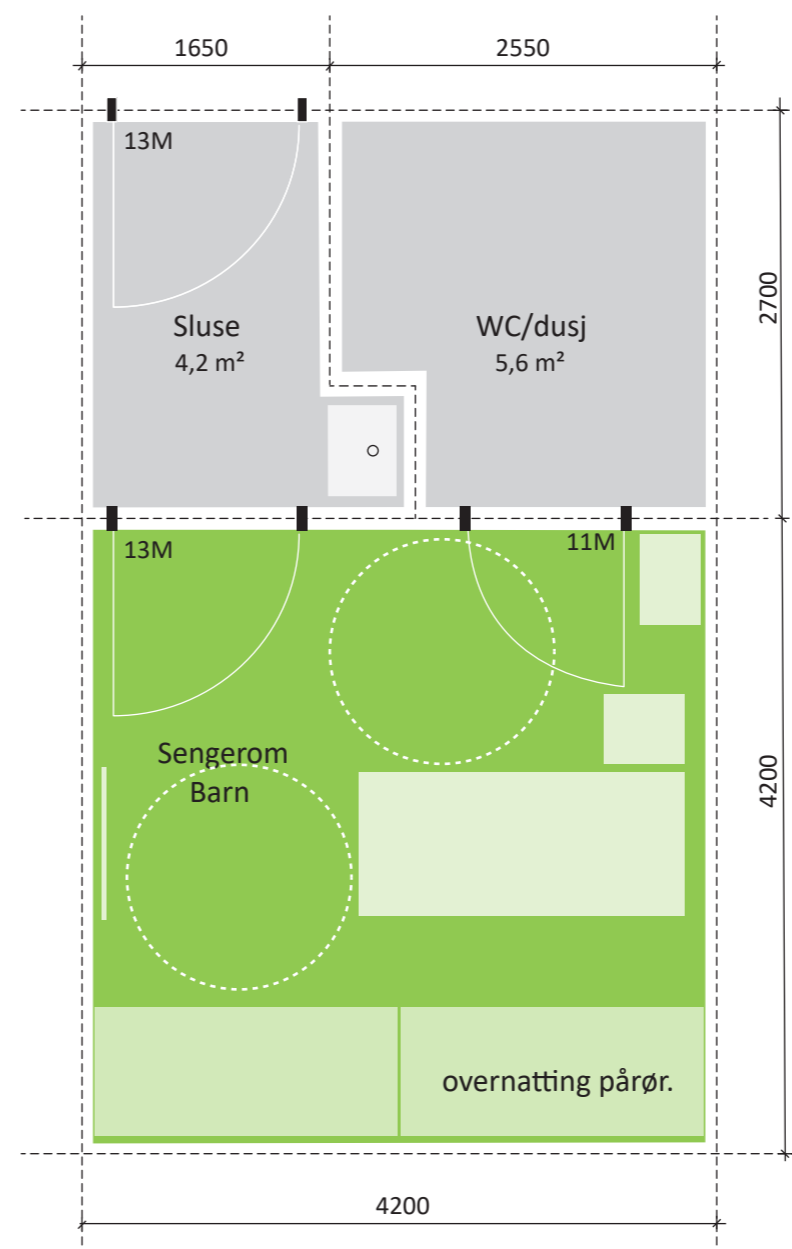 1650
2550
13M
2700
Sluse
4,2 m²
WC/dusj
5,6 m²
13M
11M
Sengerom
Barn
4200
overnatting pårør.
4200